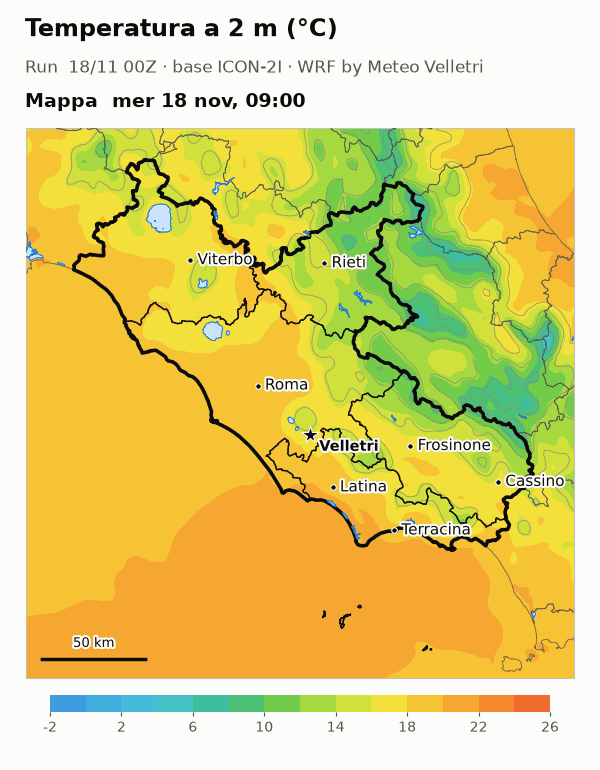 Temperatura a 2 m (°C)
Run  18/11 00Z · base ICON-2I · WRF by Meteo Velletri
Mappa  mer 18 nov, 09:00
Viterbo
Rieti
Roma
Velletri
Frosinone
Latina
Cassino
Terracina
50 km
-2 2 6 10 14 18 22 26